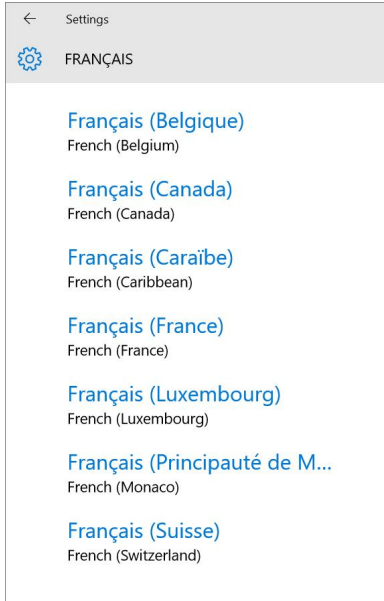 Settings
FRANÇAIS
Français (Belgique)
French (Belgium)
Français (Canada)
French (Canada)
Français (Caraïbe)
French (Caribbean)
Français (France)
French (France)
Français (Luxembourg)
French (Luxembourg)
Français (Principauté de M...
French (Monaco)
Français (Suisse)
French (Switzerland)